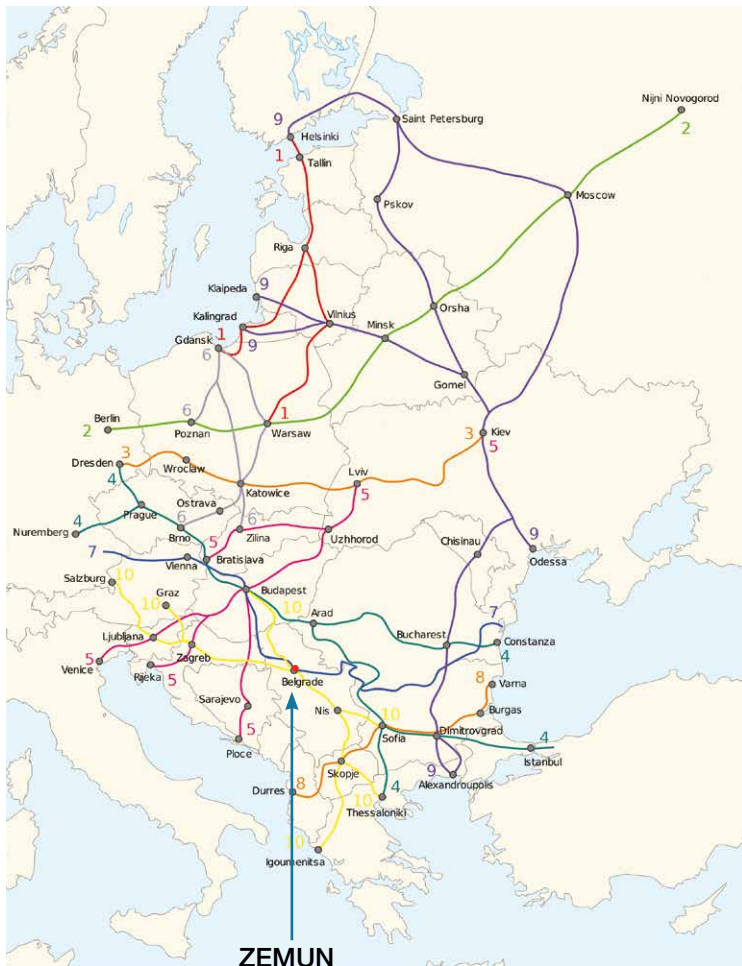 Nijni Novogorod
2
Saint Petersburg
9
Helsinki
1
Tallin
Moscow
Pskov
Riga
Klaipeda
9
Orsha
Kalingrad
Vilnius
1
Minsk
Gdansk
6
9
Gomel
Berlin
6
1
2
Poznan
Warsaw
3
Kiev
5
Dresden
3
4
Wroclaw
Lviv
5
Katowice
Ostrava
4
Prague
6
6
Nuremberg
Brno
Zilina
Uzhhorod
Chisinau
9
5
Odessa
7
Vienna
Bratislava
Salzburg
10
Budapest
Graz
10
10
Arad
7
Ljubljana
Bucharest
Constanza
4
Zagreb
Venice
5
Rijeka
5
Belgrade
8
Varna
Sarajevo
5
Nis
10
Burgas
Sofia
Dimitrovgrad
4
Ploce
Istanbul
Skopje
9
Durres
8
10
4
Alexandroupolis
Thessaloniki
10
Igoumenitsa
ZEMUN